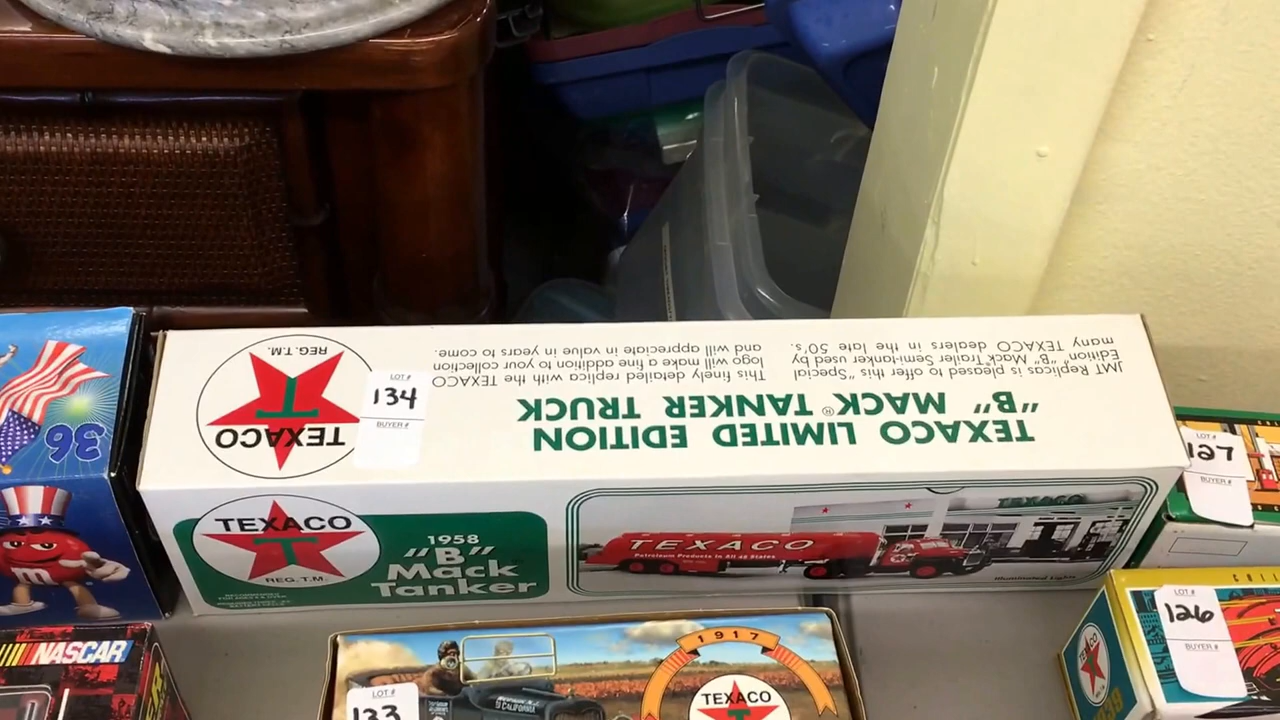 TEXACO
REG. T.M.
LOT #
134
BUYER #
TEXACO LIMITED EDITION
"B" MACK® TANKER TRUCK
JMT Replicas is pleased to offer this "Special
Edition" "B" Mack Trailer Semi-tanker used by
many TEXACO dealers in the late 50's.
This finely detailed replica with the TEXACO
logo will make a fine addition to your collection
and will appreciate in value in years to come.
TEXACO
T
REG. T.M.
1958
"B"
Mack
Tanker
TEXACO
TEXACO
Petroleum Products in All 48 States
Illuminated Lights
36
m
NASCAR
LOT #
133
1917
TEXACO
LOT #
127
BUYER #
LOT #
126
BUYER #